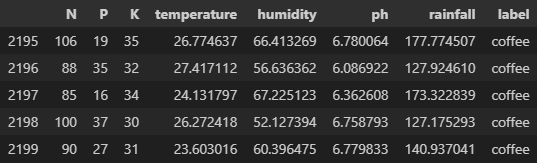 N P K temperature humidity ph rainfall label
2195 106 19 35 26.774637 66.413269 6.780064 177.774507 coffee
2196 88 35 32 27.417112 56.636362 6.086922 127.924610 coffee
2197 85 16 34 24.131797 67.225123 6.362608 173.322839 coffee
2198 100 37 30 26.272418 52.127394 6.758793 127.175293 coffee
2199 90 27 31 23.603016 60.396475 6.779833 140.937041 coffee